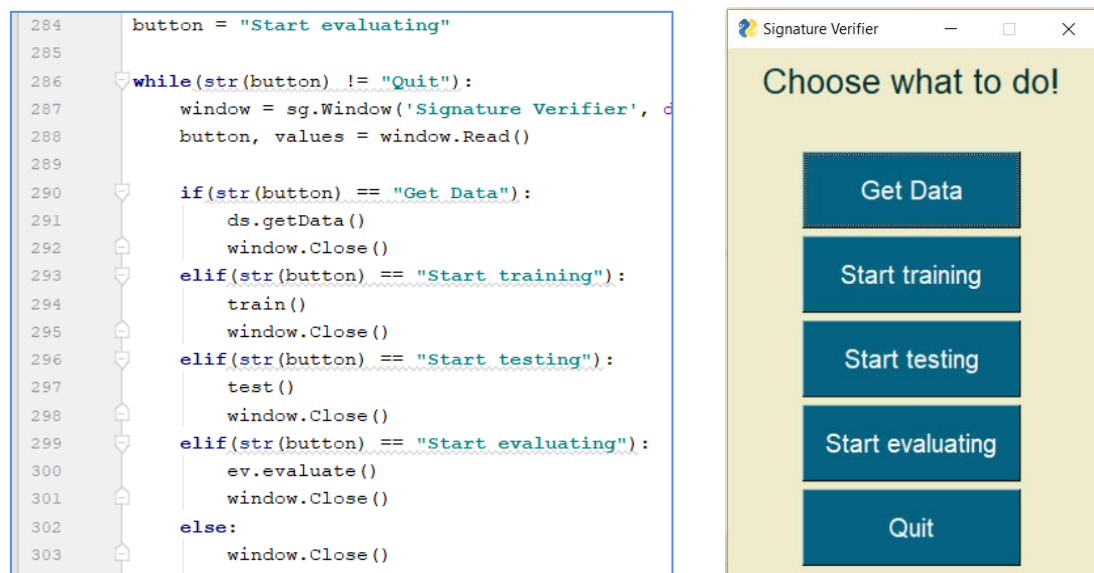 284 button = "Start evaluating"
285
286 while(str(button) != "Quit"):
287 window = sg.Window('Signature Verifier', d
288 button, values = window.Read()
289
290 if(str(button) == "Get Data"):
291 ds.getData()
292 window.Close()
293 elif(str(button) == "Start training"):
294 train()
295 window.Close()
296 elif(str(button) == "Start testing"):
297 test()
298 window.Close()
299 elif(str(button) == "Start evaluating"):
300 ev.evaluate()
301 window.Close()
302 else:
303 window.Close()
Signature Verifier
Choose what to do!
Get Data
Start training
Start testing
Start evaluating
Quit